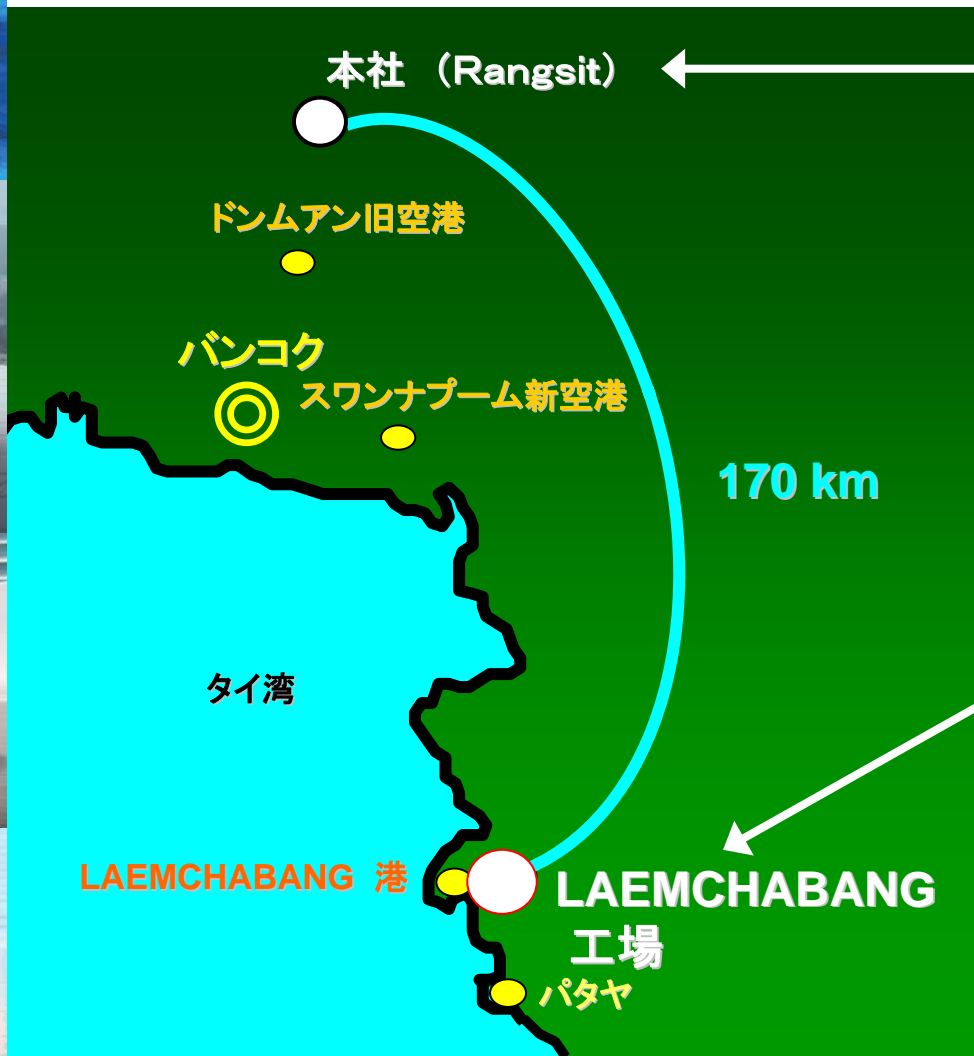 本社 （Rangsit）
ドンムアン旧空港
バンコク
スワンナプーム新空港
170 km
タイ湾
LAEMCHABANG 港
LAEMCHABANG
工場
パタヤ